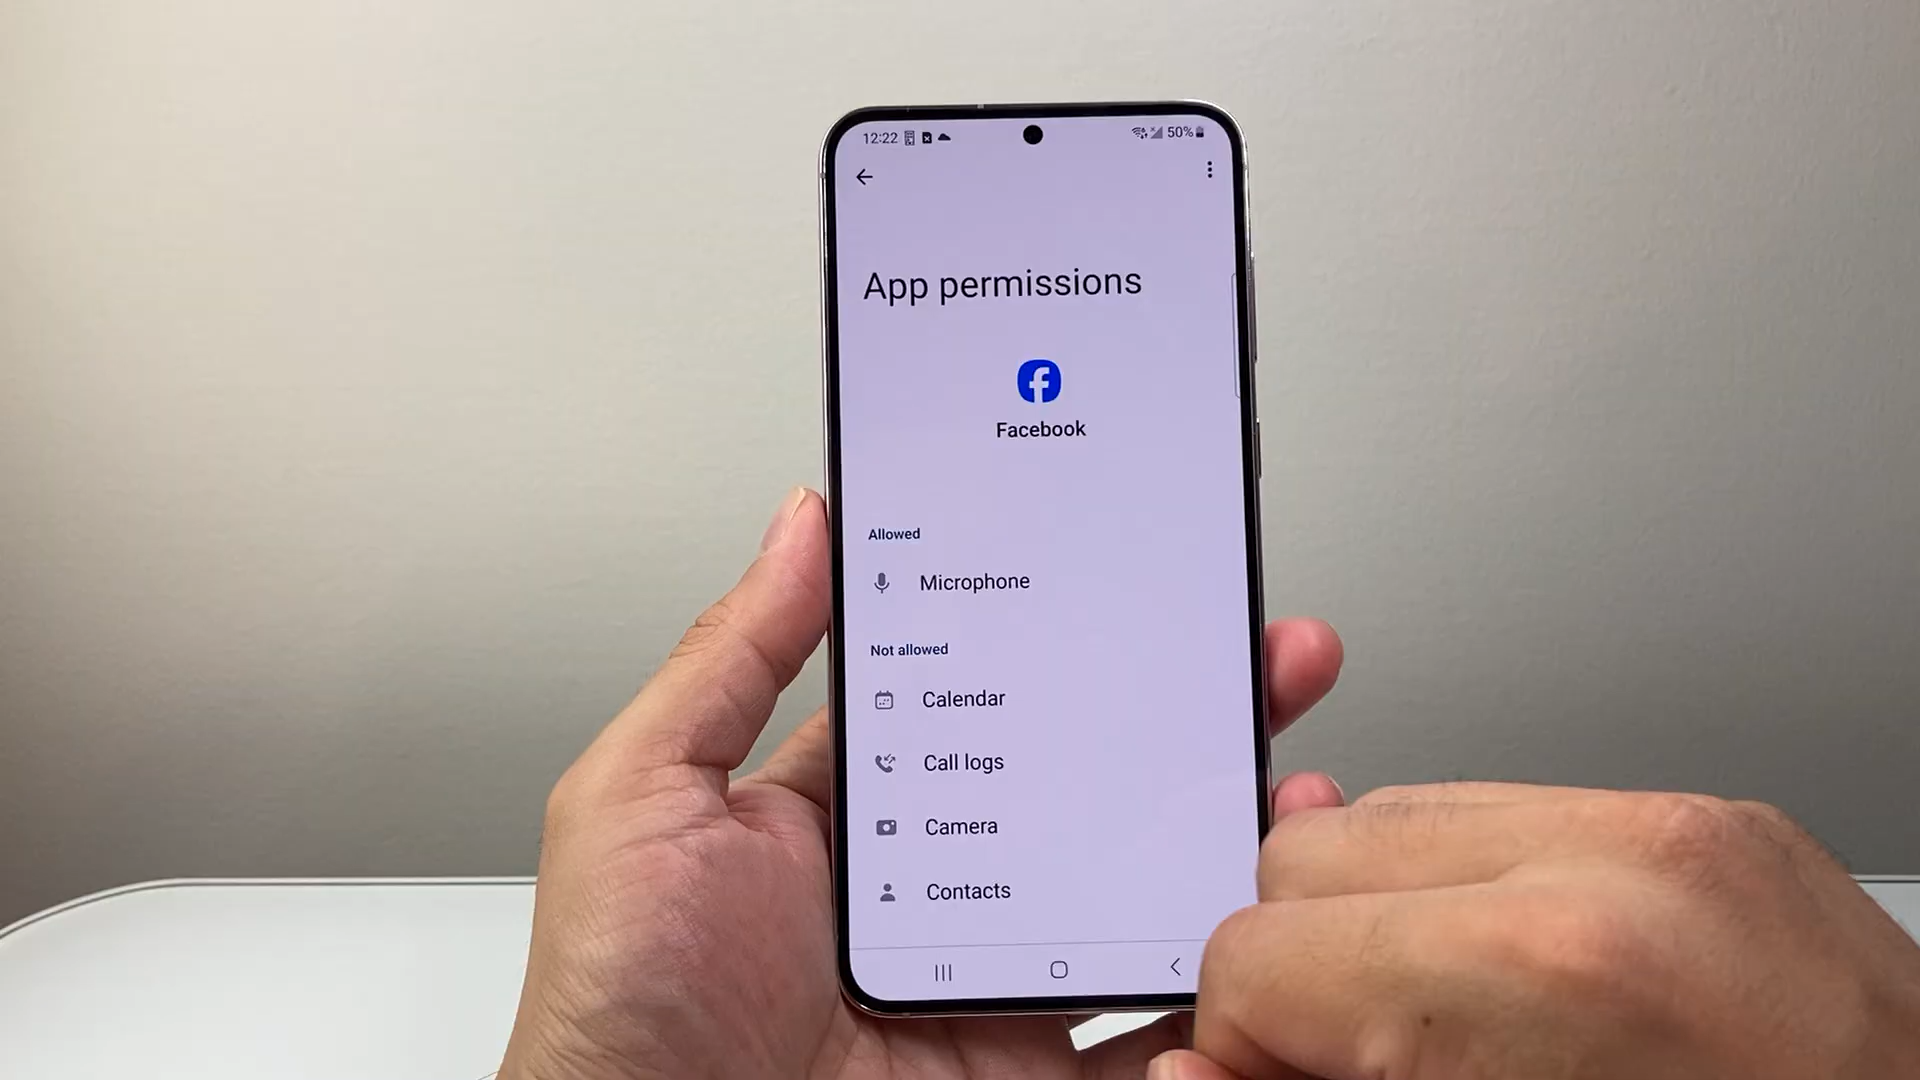 12:22
50%
App permissions
Facebook
Allowed
Microphone
Not allowed
Calendar
Call logs
Camera
Contacts